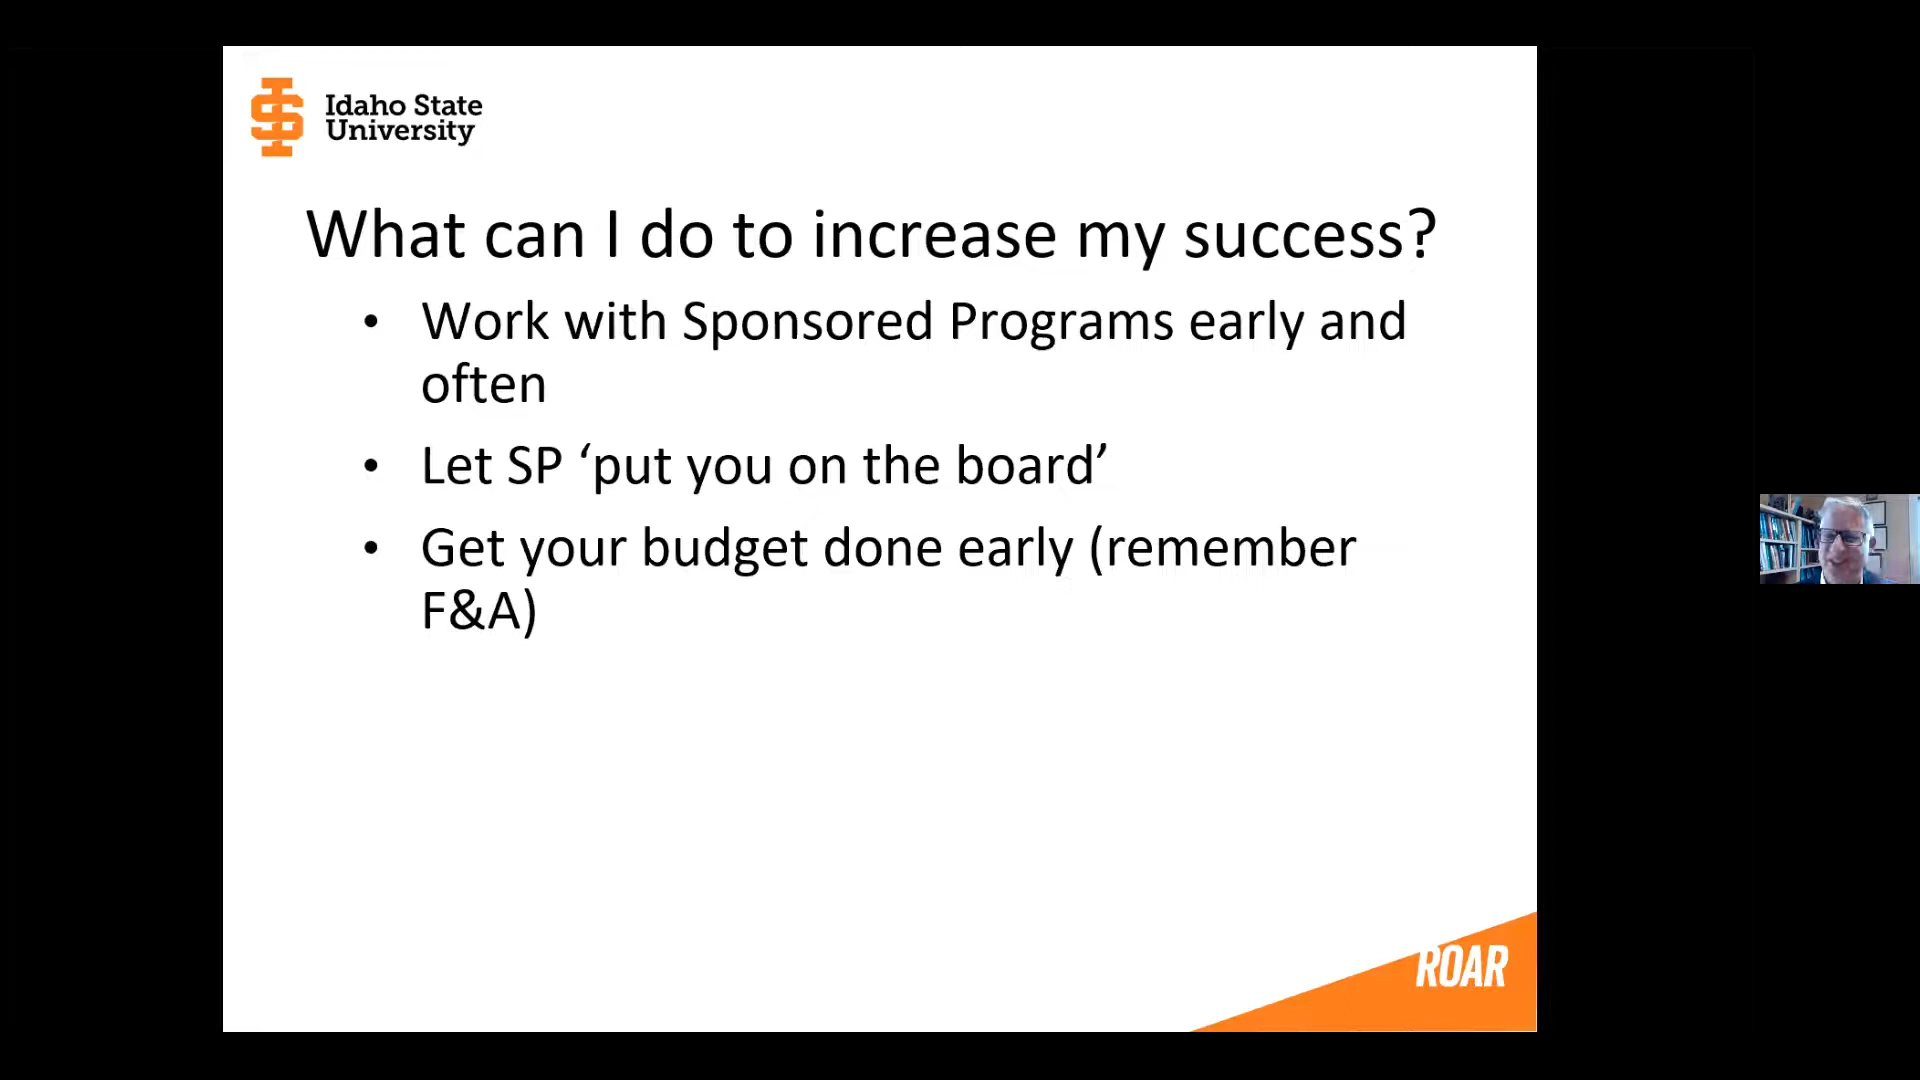 Idaho State
University
What can I do to increase my success?
• Work with Sponsored Programs early and
often
• Let SP ‘put you on the board’
• Get your budget done early (remember
F&A)
ROAR